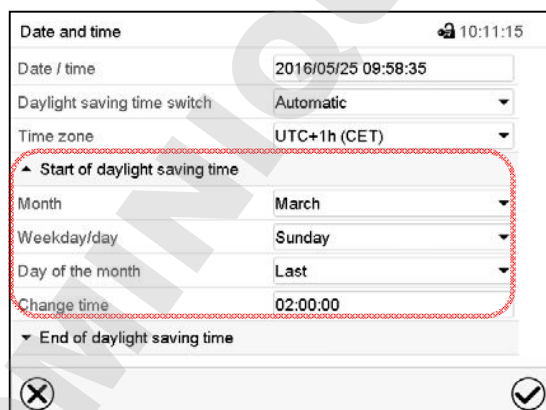 Date and time 10:11:15
Date / time 2016/05/25 09:58:35
Daylight saving time switch Automatic
Time zone UTC+1h (CET)
Start of daylight saving time
Month March
Weekday/day Sunday
Day of the month Last
Change time 02:00:00
End of daylight saving time